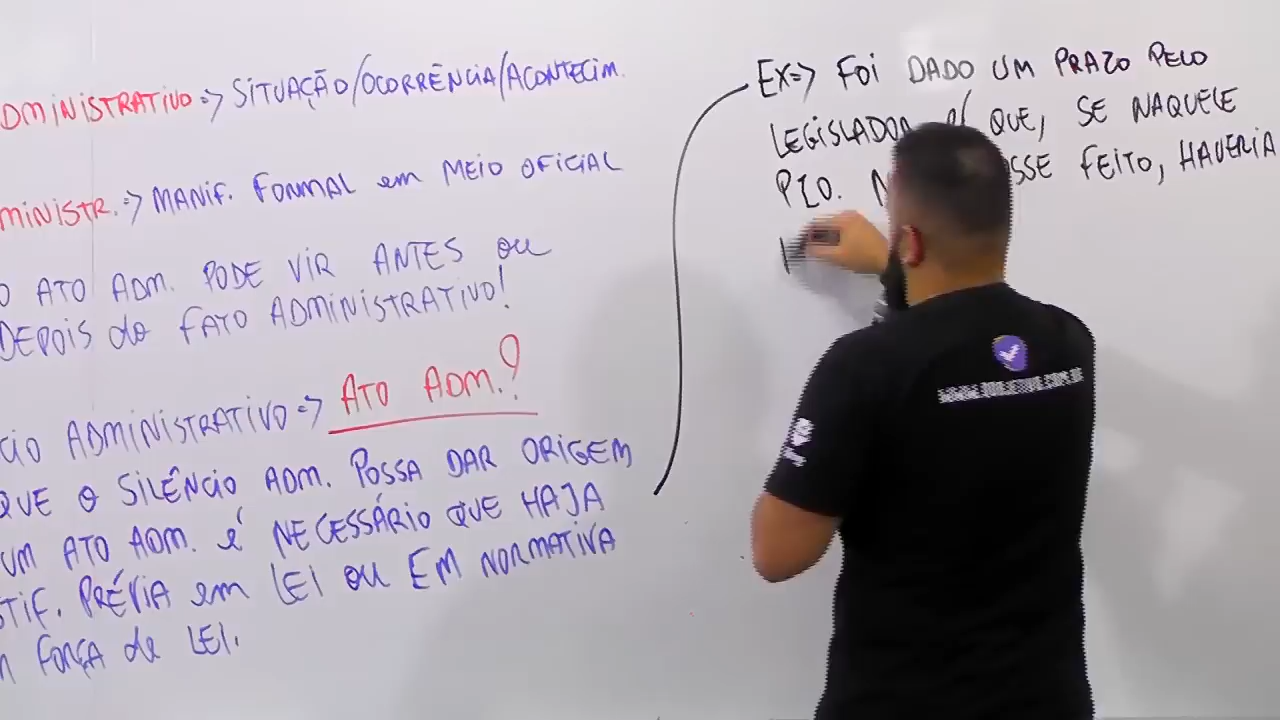 DMINISTRATIVO => SITUAÇÃO/OCORRÊNCIA/ACONTECIM.
MINISTR. => MANIF. FORMAL em MEIO OFICIAL
O ATO ADM. PODE VIR ANTES ou
DEPOIS do FATO ADMINISTRATIVO!
CIO ADMINISTRATIVO => ATO ADM.?
QUE O SILÊNCIO ADM. POSSA DAR ORIGEM
UM ATO ADM. é NECESSÁRIO QUE HAJA
TIF. PRÉVIA em LEI ou EM NORMATIVA
FORÇA de LEI.
EX => FOI DADO UM PRAZO PELO
LEGISLADOR P/ QUE, SE NAQUELE
PZO. N SSE FEITO, HAVERIA